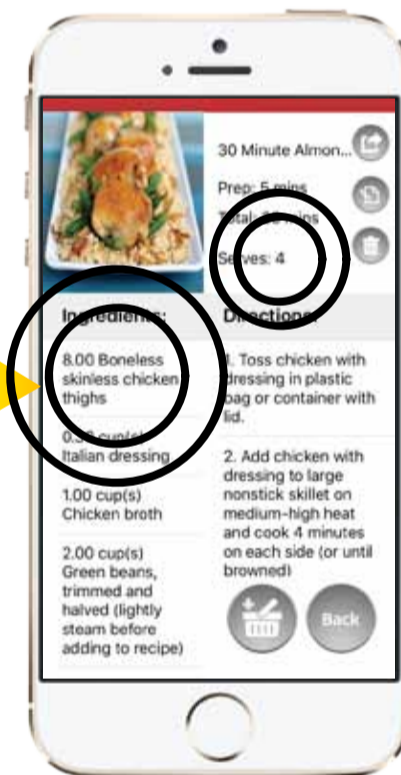 30 Minute Almon...
Prep: 5 mins
Total: mins
Serves: 4
Ingredients:
8.00 Boneless
skinless chicken
thighs
cup(s)
Italian dressing
1.00 cup(s)
Chicken broth
2.00 cup(s)
Green beans,
trimmed and
halved (lightly
steam before
adding to recipe)
Directions:
1. Toss chicken with
dressing in plastic
bag or container with
lid.
2. Add chicken with
dressing to large
nonstick skillet on
medium-high heat
and cook 4 minutes
on each side (or until
browned)
Back